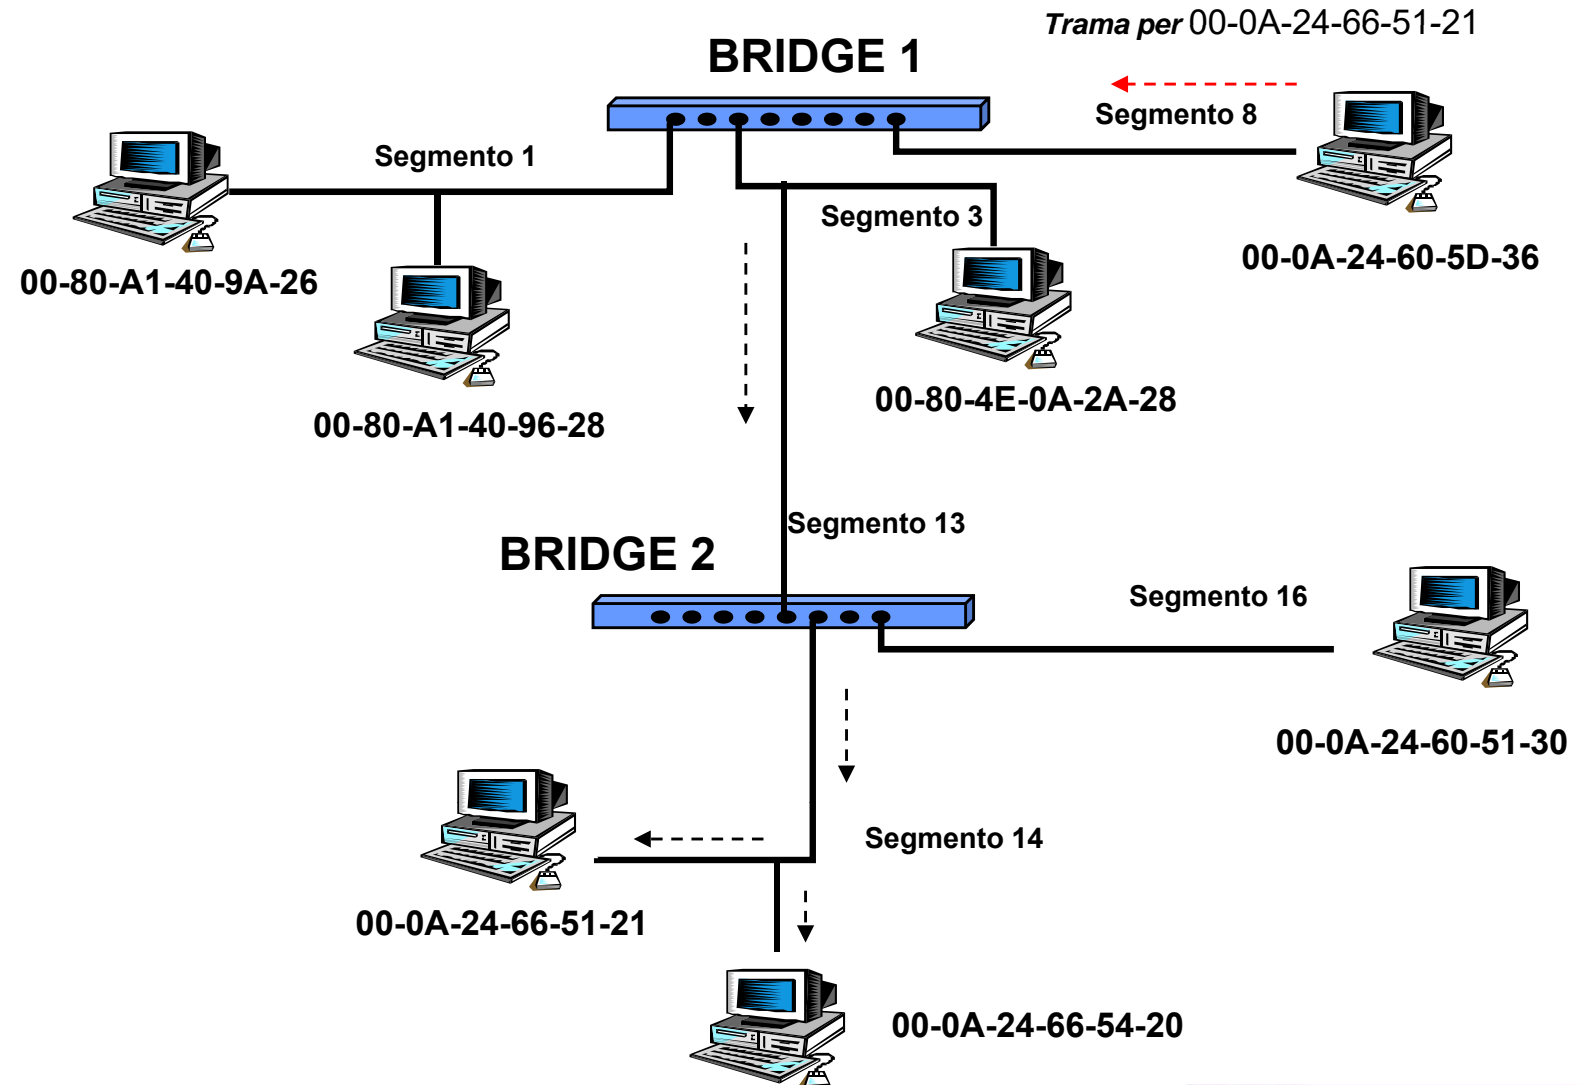 Trama per 00-0A-24-66-51-21
BRIDGE 1
Segmento 8
Segmento 1
Segmento 3
00-0A-24-60-5D-36
00-80-A1-40-9A-26
00-80-4E-0A-2A-28
00-80-A1-40-96-28
Segmento 13
BRIDGE 2
Segmento 16
00-0A-24-60-51-30
Segmento 14
00-0A-24-66-51-21
00-0A-24-66-54-20